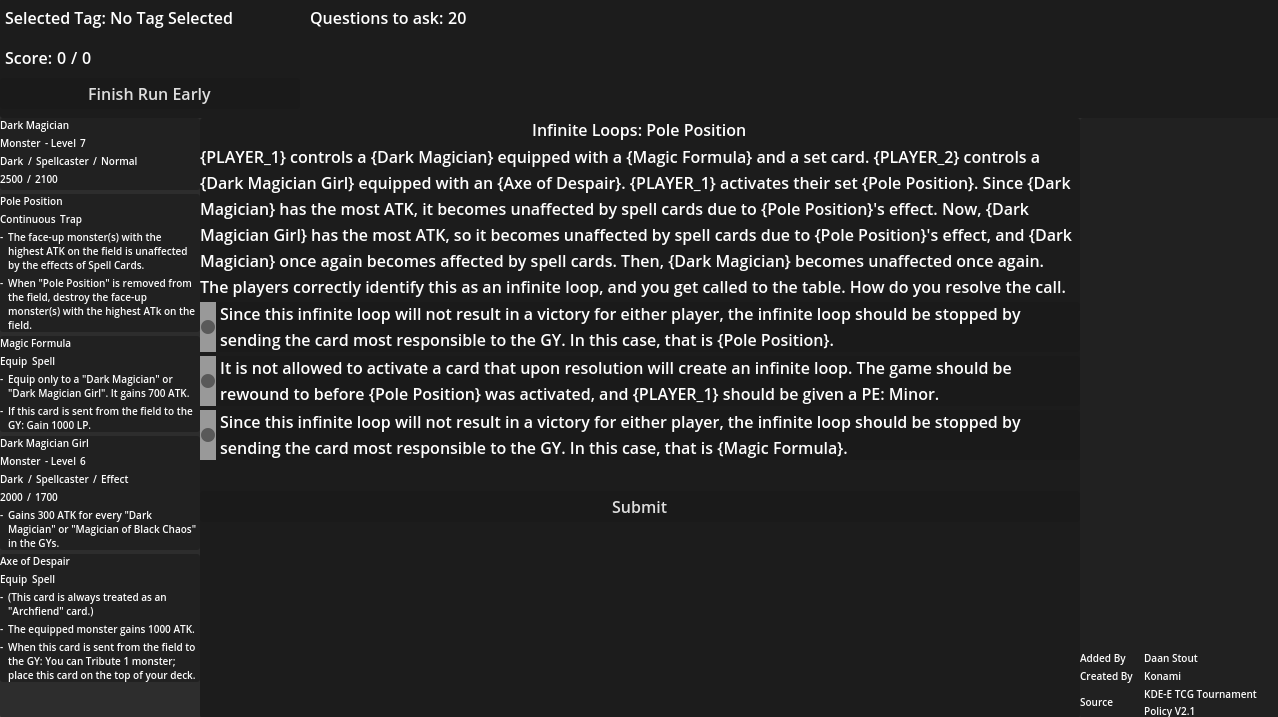 Selected Tag: No Tag Selected
Questions to ask: 20
Score: 0 / 0
Finish Run Early
Dark Magician
Monster - Level 7
Dark / Spellcaster / Normal
2500 / 2100
Pole Position
Continuous Trap
- The face-up monster(s) with the
highest ATK on the field is unaffected
by the effects of Spell Cards.
- When "Pole Position" is removed from
the field, destroy the face-up
monster(s) with the highest ATk on the
field.
Magic Formula
Equip Spell
- Equip only to a "Dark Magician" or
"Dark Magician Girl". It gains 700 ATK.
- If this card is sent from the field to the
GY: Gain 1000 LP.
Dark Magician Girl
Monster - Level 6
Dark / Spellcaster / Effect
2000 / 1700
- Gains 300 ATK for every "Dark
Magician" or "Magician of Black Chaos"
in the GYs.
Axe of Despair
Equip Spell
- (This card is always treated as an
"Archfiend" card.)
- The equipped monster gains 1000 ATK.
- When this card is sent from the field to
the GY: You can Tribute 1 monster;
place this card on the top of your deck.
Infinite Loops: Pole Position
{PLAYER_1} controls a {Dark Magician} equipped with a {Magic Formula} and a set card. {PLAYER_2} controls a
{Dark Magician Girl} equipped with an {Axe of Despair}. {PLAYER_1} activates their set {Pole Position}. Since {Dark
Magician} has the most ATK, it becomes unaffected by spell cards due to {Pole Position}'s effect. Now, {Dark
Magician Girl} has the most ATK, so it becomes unaffected by spell cards due to {Pole Position}'s effect, and {Dark
Magician} once again becomes affected by spell cards. Then, {Dark Magician} becomes unaffected once again.
The players correctly identify this as an infinite loop, and you get called to the table. How do you resolve the call.
Since this infinite loop will not result in a victory for either player, the infinite loop should be stopped by
sending the card most responsible to the GY. In this case, that is {Pole Position}.
It is not allowed to activate a card that upon resolution will create an infinite loop. The game should be
rewound to before {Pole Position} was activated, and {PLAYER_1} should be given a PE: Minor.
Since this infinite loop will not result in a victory for either player, the infinite loop should be stopped by
sending the card most responsible to the GY. In this case, that is {Magic Formula}.
Submit
Added By Daan Stout
Created By Konami
Source KDE-E TCG Tournament
Policy V2.1